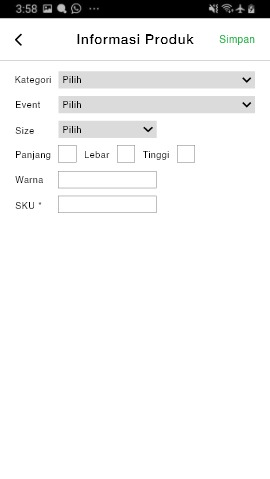 3:58
Informasi Produk Simpan
Kategori Pilih
Event Pilih
Size Pilih
Panjang Lebar Tinggi
Warna
SKU *